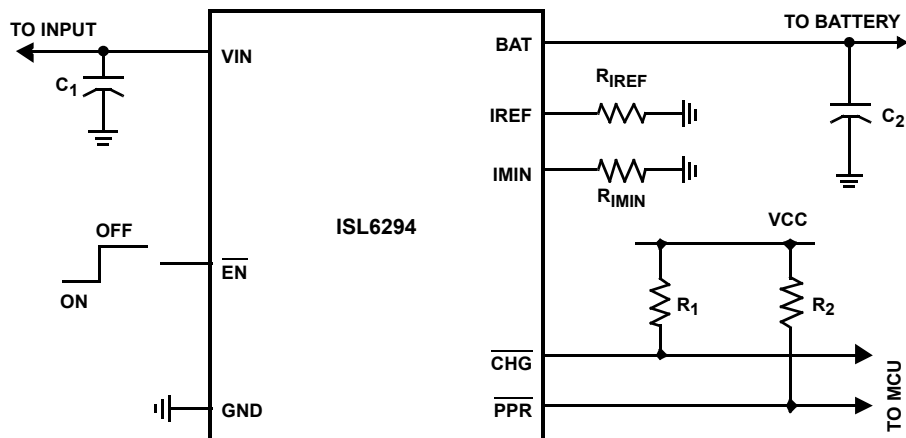 TO INPUT
TO BATTERY
VIN
BAT
C1
RIREF
IREF
C2
IMIN
RIMIN
ISL6294
VCC
OFF
EN
ON
R1
R2
CHG
GND
PPR
TO MCU